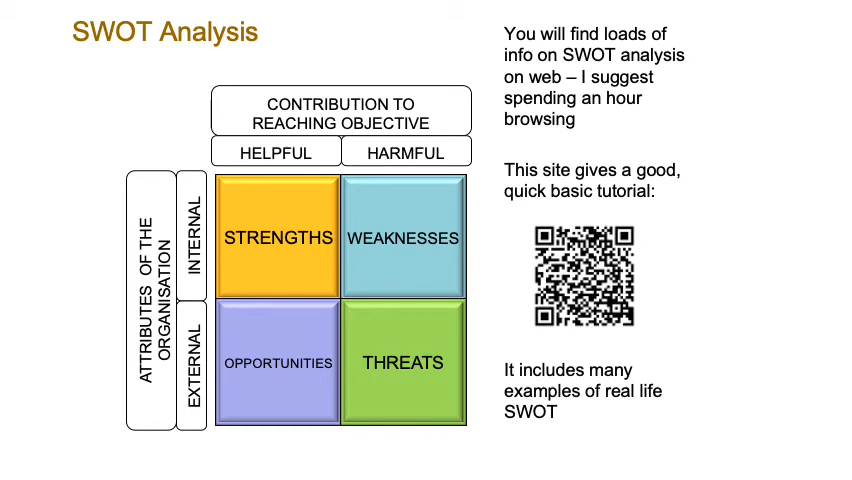 SWOT Analysis
You will find loads of
info on SWOT analysis
on web – I suggest
spending an hour
browsing
This site gives a good,
quick basic tutorial:
It includes many
examples of real life
SWOT
CONTRIBUTION TO
REACHING OBJECTIVE
HELPFUL
HARMFUL
ATTRIBUTES OF THE
ORGANISATION
INTERNAL
EXTERNAL
STRENGTHS
WEAKNESSES
OPPORTUNITIES
THREATS